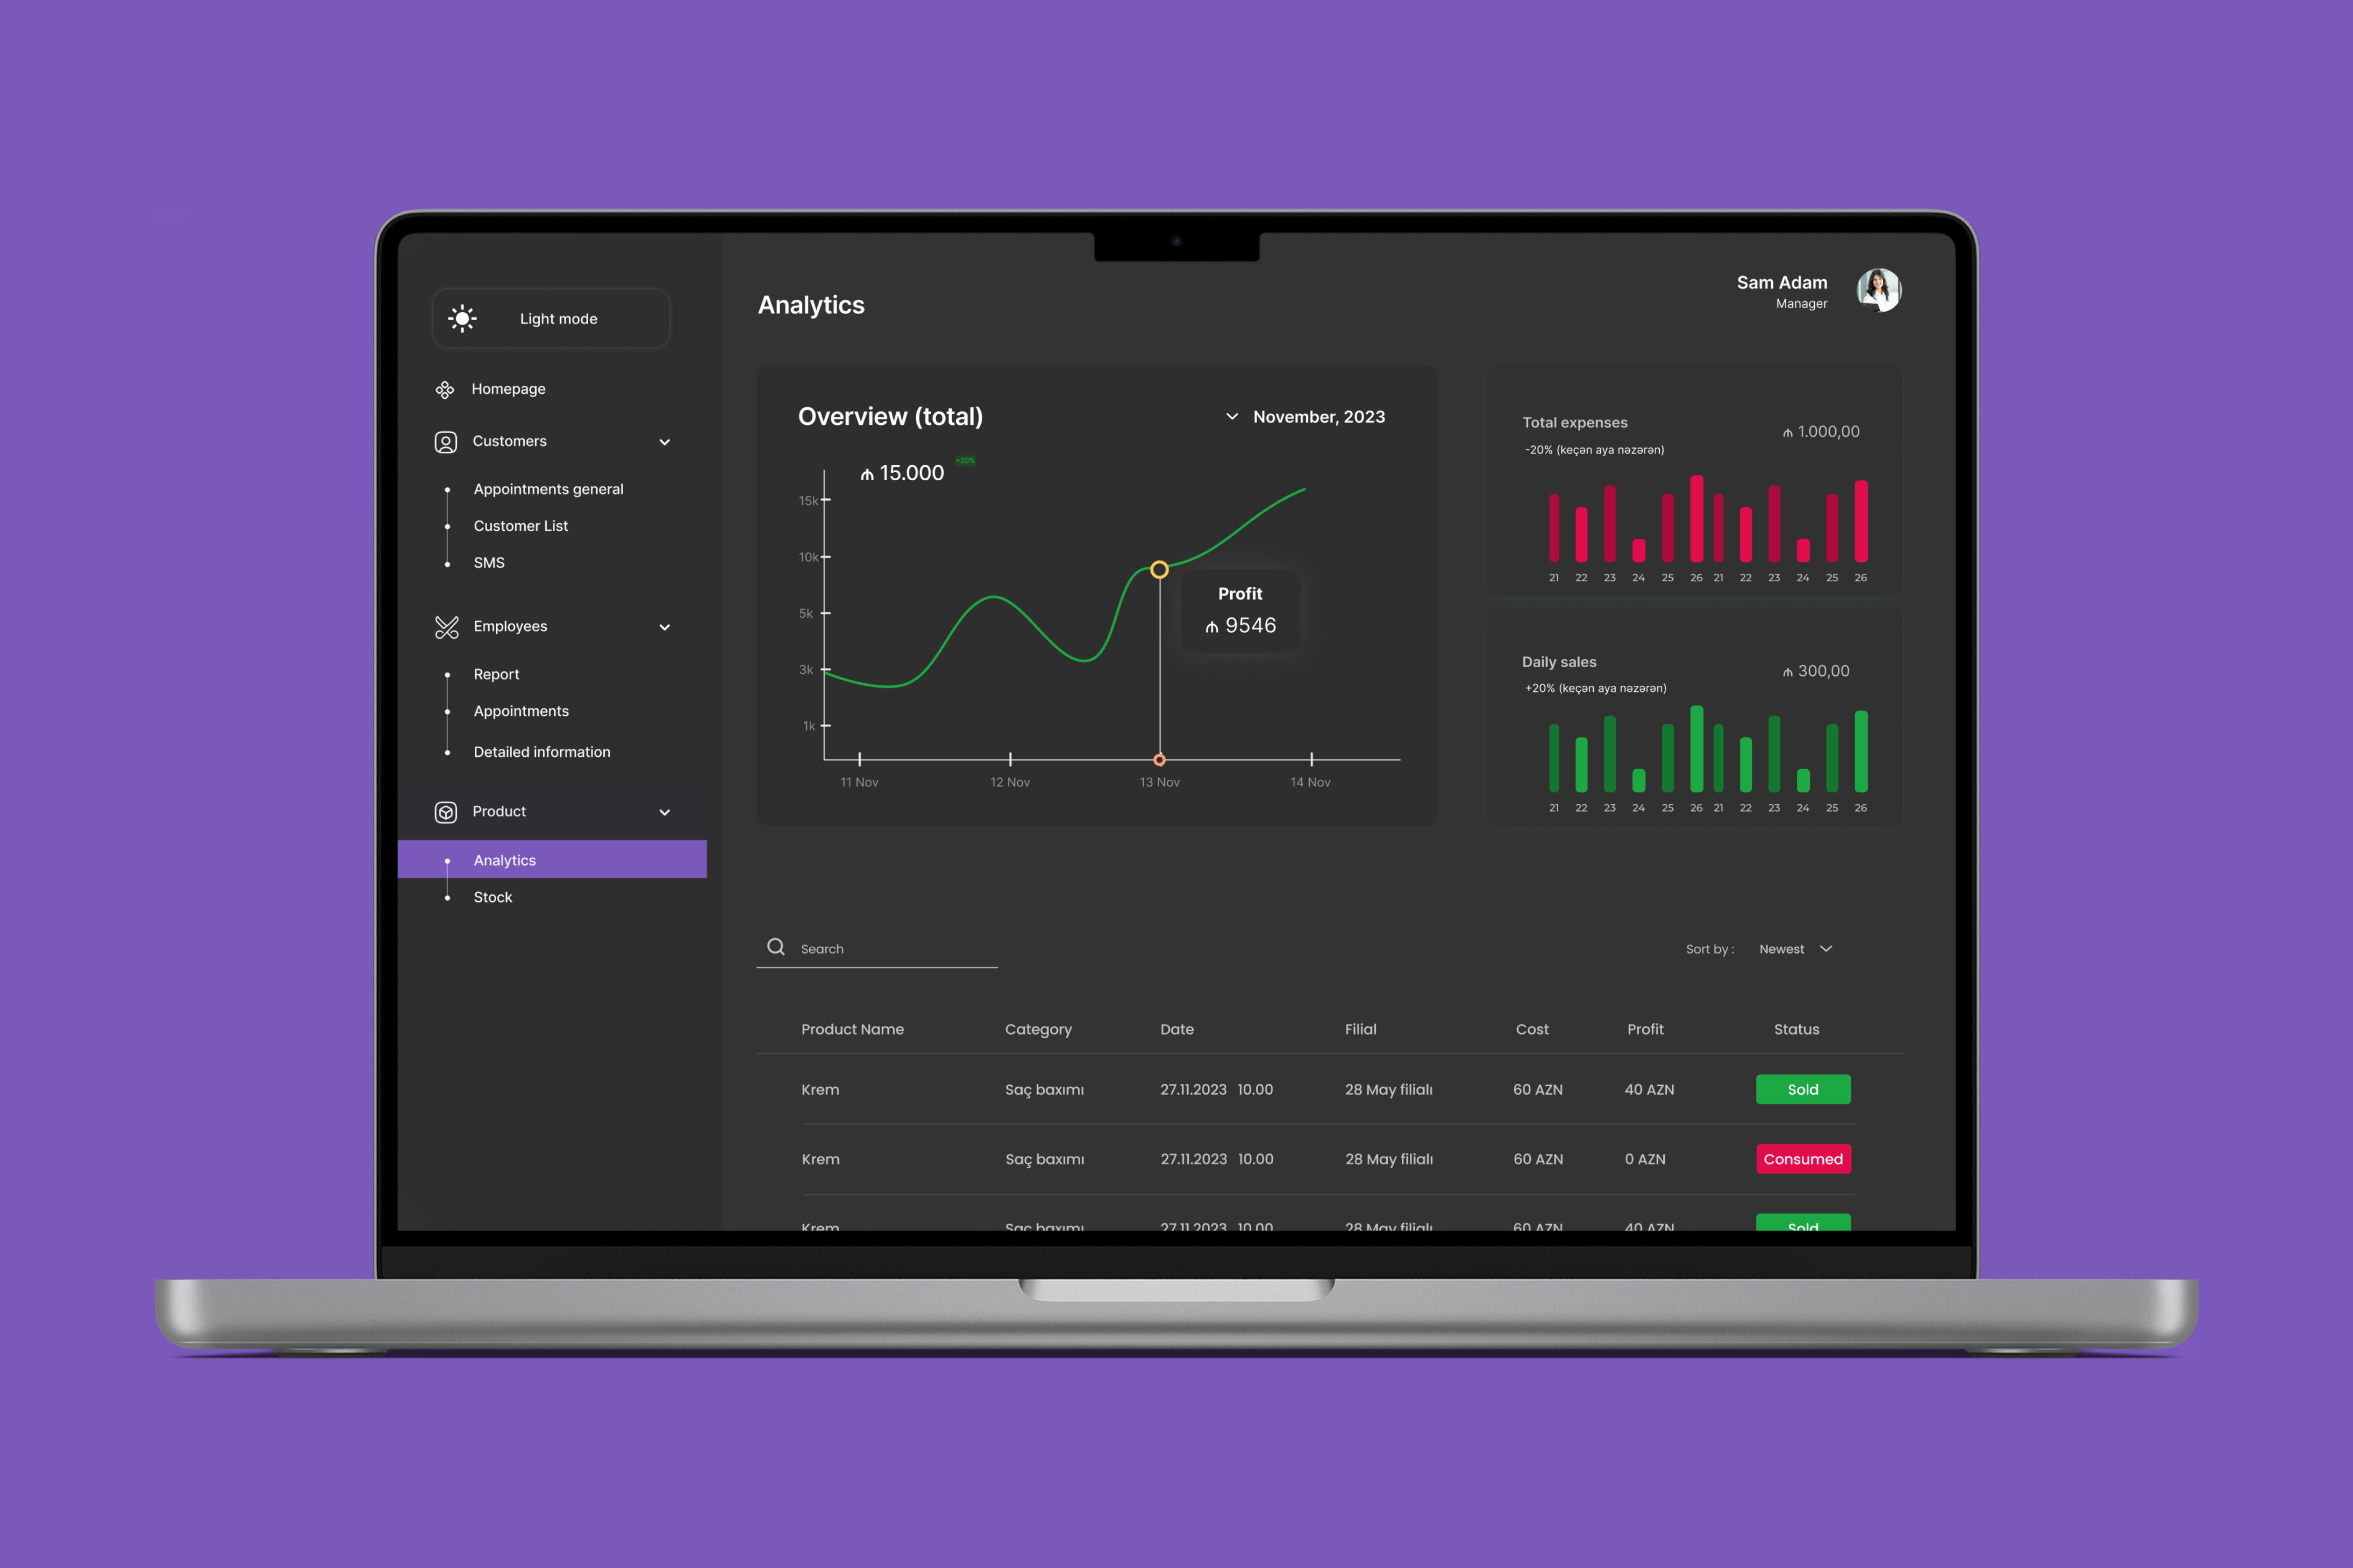 Light mode
Homepage
Customers
Appointments general
Customer List
SMS
Employees
Report
Appointments
Detailed information
Product
Analytics
Stock
Analytics
Sam Adam
Manager
Overview (total)
November, 2023
₼ 15.000 +20%
15k
10k
5k
3k
1k
Profit
₼ 9546
11 Nov 12 Nov 13 Nov 14 Nov
Total expenses
₼ 1.000,00
-20% (keçən aya nəzərən)
21 22 23 24 25 26 21 22 23 24 25 26
Daily sales
₼ 300,00
+20% (keçən aya nəzərən)
21 22 23 24 25 26 21 22 23 24 25 26
Search
Sort by : Newest
Product Name Category Date Filial Cost Profit Status
Krem Saç baxımı 27.11.2023 10.00 28 May filialı 60 AZN 40 AZN Sold
Krem Saç baxımı 27.11.2023 10.00 28 May filialı 60 AZN 0 AZN Consumed
Krem Saç baxımı 27.11.2023 10.00 28 May filialı 60 AZN 40 AZN Sold